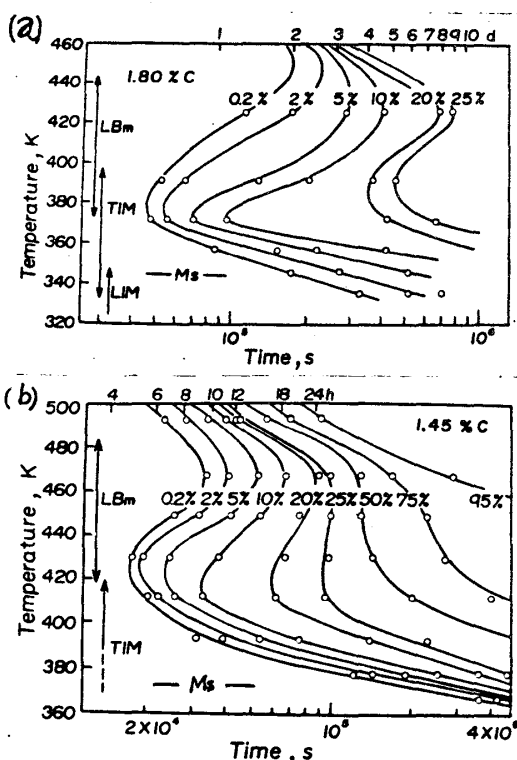 (a)
1 2 3 4 5 6 7 8 9 10 d
460
440
420
400
380
360
340
320
Temperature, K
1.80 % C
0.2% 2% 5% 10% 20% 25%
LBm
TIM
LIM
Ms
10⁵ 10⁶
Time, s
(b)
4 6 8 10 12 18 24h
500
480
460
440
420
400
380
360
Temperature, K
1.45 % C
0.2% 2% 5% 10% 20% 25% 50% 75% 95%
LBm
TIM
Ms
2×10⁴ 10⁵ 4×10⁵
Time, s